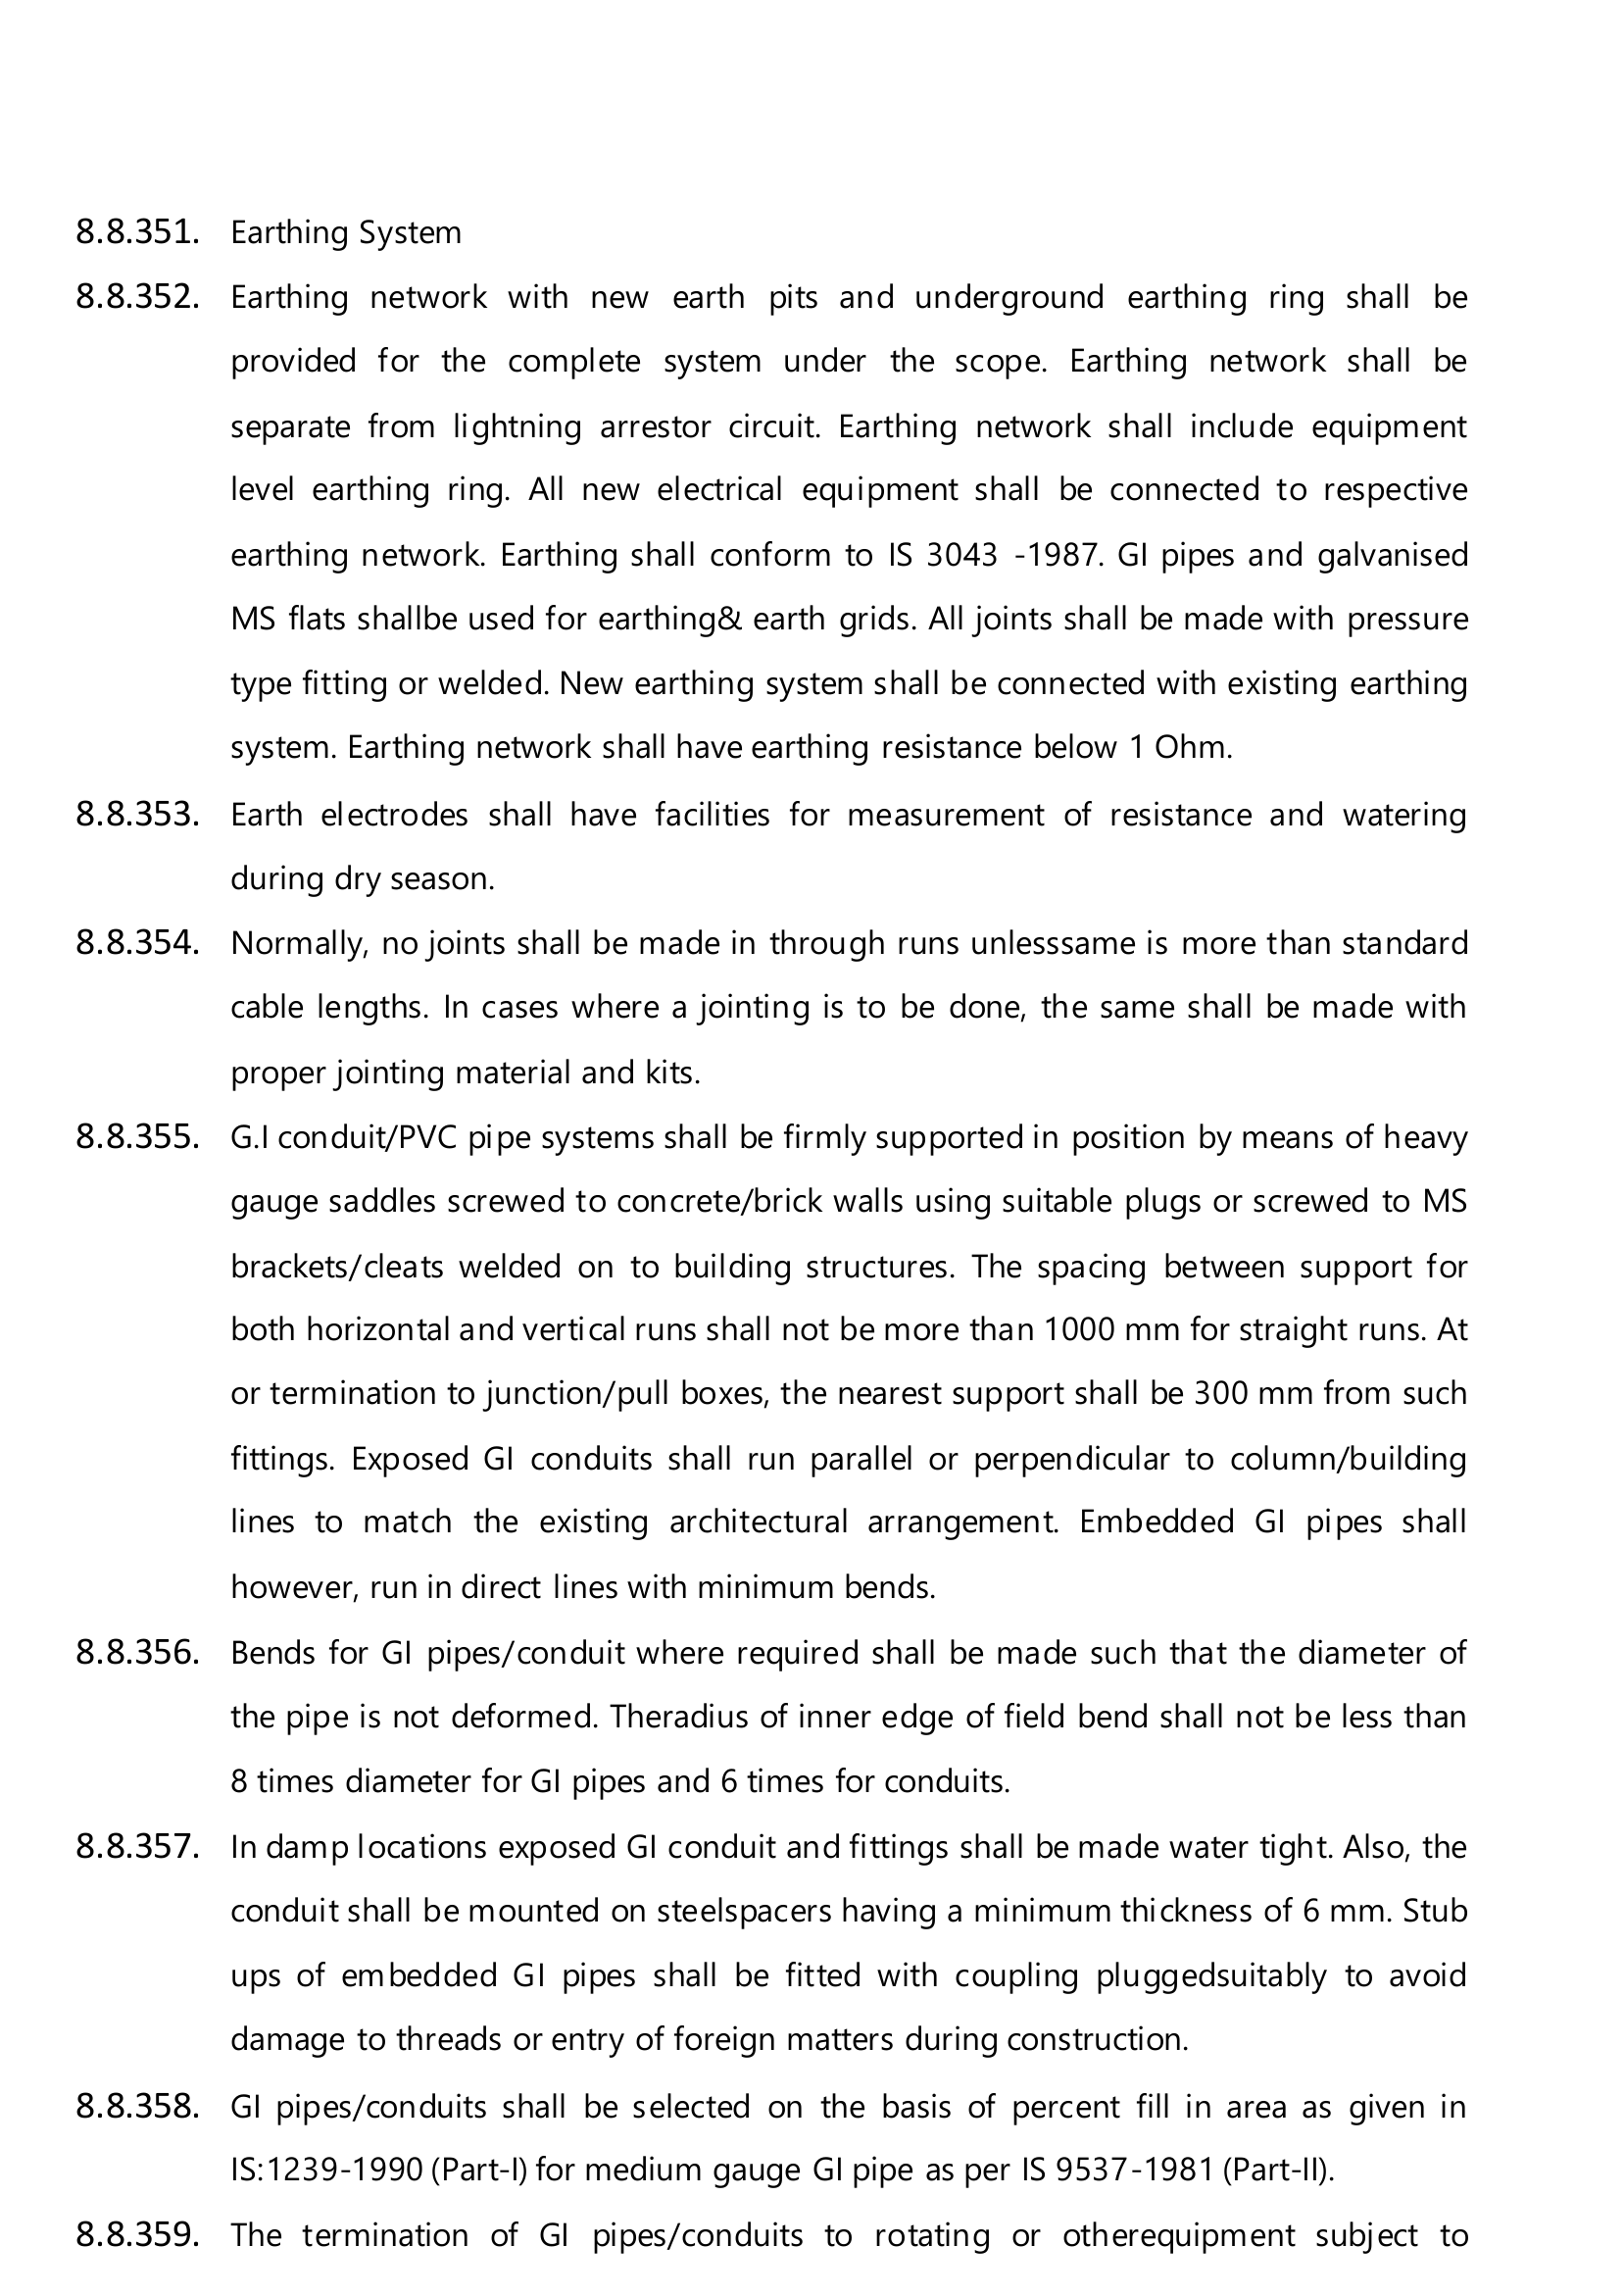 8.8.351. Earthing System
8.8.352. Earthing network with new earth pits and underground earthing ring shall be
provided for the complete system under the scope. Earthing network shall be
separate from lightning arrestor circuit. Earthing network shall include equipment
level earthing ring. All new electrical equipment shall be connected to respective
earthing network. Earthing shall conform to IS 3043 -1987. GI pipes and galvanised
MS flats shallbe used for earthing& earth grids. All joints shall be made with pressure
type fitting or welded. New earthing system shall be connected with existing earthing
system. Earthing network shall have earthing resistance below 1 Ohm.
8.8.353. Earth electrodes shall have facilities for measurement of resistance and watering
during dry season.
8.8.354. Normally, no joints shall be made in through runs unlesssame is more than standard
cable lengths. In cases where a jointing is to be done, the same shall be made with
proper jointing material and kits.
8.8.355. G.I conduit/PVC pipe systems shall be firmly supported in position by means of heavy
gauge saddles screwed to concrete/brick walls using suitable plugs or screwed to MS
brackets/cleats welded on to building structures. The spacing between support for
both horizontal and vertical runs shall not be more than 1000 mm for straight runs. At
or termination to junction/pull boxes, the nearest support shall be 300 mm from such
fittings. Exposed GI conduits shall run parallel or perpendicular to column/building
lines to match the existing architectural arrangement. Embedded GI pipes shall
however, run in direct lines with minimum bends.
8.8.356. Bends for GI pipes/conduit where required shall be made such that the diameter of
the pipe is not deformed. Theradius of inner edge of field bend shall not be less than
8 times diameter for GI pipes and 6 times for conduits.
8.8.357. In damp locations exposed GI conduit and fittings shall be made water tight. Also, the
conduit shall be mounted on steelspacers having a minimum thickness of 6 mm. Stub
ups of embedded GI pipes shall be fitted with coupling pluggedsuitably to avoid
damage to threads or entry of foreign matters during construction.
8.8.358. GI pipes/conduits shall be selected on the basis of percent fill in area as given in
IS:1239-1990 (Part-I) for medium gauge GI pipe as per IS 9537-1981 (Part-II).
8.8.359. The termination of GI pipes/conduits to rotating or otherequipment subject to